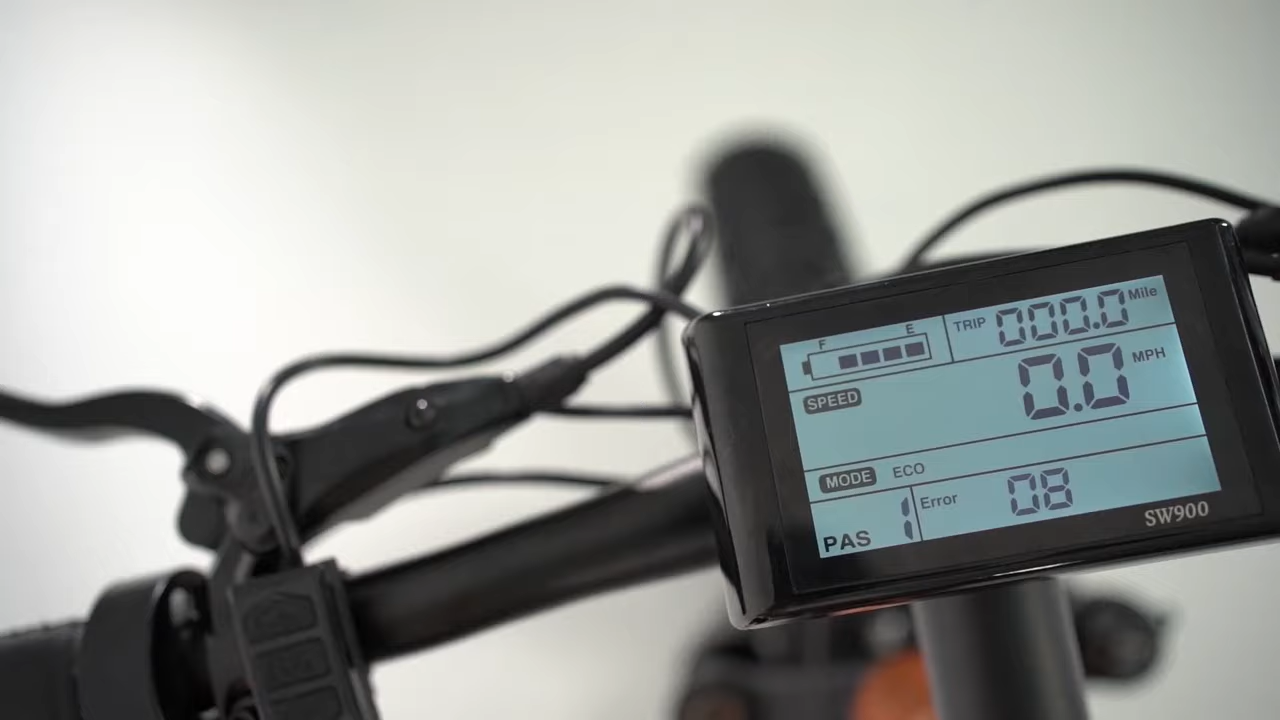 F E
TRIP 000.0 Mile
SPEED 0.0 MPH
MODE ECO
PAS 1 Error 08
SW900